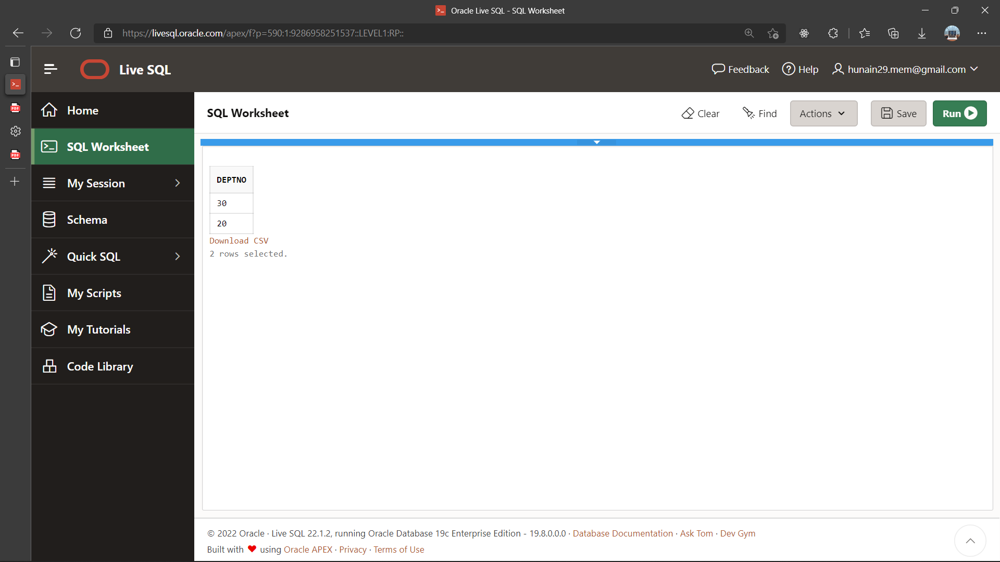 Oracle Live SQL - SQL Worksheet
https://livesql.oracle.com/apex/f?p=590:1:9286958251537::LEVEL1:RP::
Live SQL
Feedback
Help
hunain29.mem@gmail.com
PDF
PDF
Home
SQL Worksheet
My Session
Schema
Quick SQL
My Scripts
My Tutorials
Code Library
SQL Worksheet
Clear
Find
Actions
Save
Run
DEPTNO
30
20
Download CSV
2 rows selected.
© 2022 Oracle · Live SQL 22.1.2, running Oracle Database 19c Enterprise Edition - 19.8.0.0.0 · Database Documentation · Ask Tom · Dev Gym
Built with ❤ using Oracle APEX · Privacy · Terms of Use